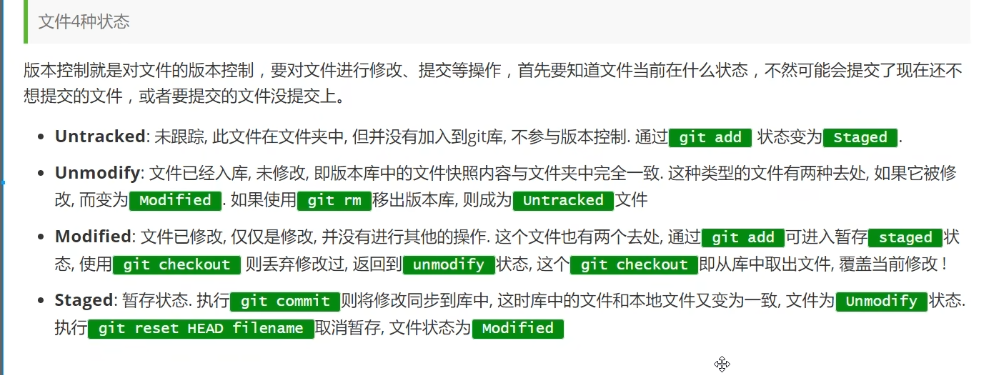 文件4种状态
版本控制就是对文件的版本控制，要对文件进行修改、提交等操作，首先要知道文件当前在什么状态，不然可能会提交了现在还不
想提交的文件，或者要提交的文件没提交上。
• Untracked: 未跟踪, 此文件在文件夹中, 但并没有加入到git库, 不参与版本控制. 通过 git add 状态变为 Staged .
• Unmodify: 文件已经入库, 未修改, 即版本库中的文件快照内容与文件夹中完全一致. 这种类型的文件有两种去处, 如果它被修
改, 而变为 Modified . 如果使用 git rm 移出版本库, 则成为 Untracked 文件
• Modified: 文件已修改, 仅仅是修改, 并没有进行其他的操作. 这个文件也有两个去处, 通过 git add 可进入暂存 staged 状
态, 使用 git checkout 则丢弃修改过, 返回到 unmodify 状态, 这个 git checkout 即从库中取出文件, 覆盖当前修改 !
• Staged: 暂存状态. 执行 git commit 则将修改同步到库中, 这时库中的文件和本地文件又变为一致, 文件为 Unmodify 状态.
执行 git reset HEAD filename 取消暂存, 文件状态为 Modified